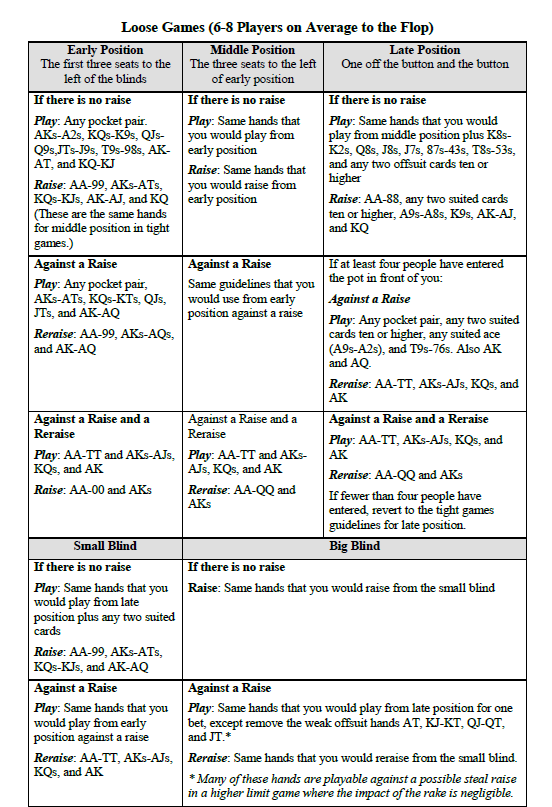 Loose Games (6-8 Players on Average to the Flop)
Early Position
The first three seats to the
left of the blinds
Middle Position
The three seats to the left
of early position
Late Position
One off the button and the button
If there is no raise
Play: Any pocket pair.
AKs-A2s, KQs-K9s, QJs-
Q9s,JTs-J9s, T9s-98s, AK-
AT, and KQ-KJ
Raise: AA-99, AKs-ATs,
KQs-KJs, AK-AJ, and KQ
(These are the same hands
for middle position in tight
games.)
If there is no raise
Play: Same hands that
you would play from
early position
Raise: Same hands that
you would raise from
early position
If there is no raise
Play: Same hands that you would
play from middle position plus K8s-
K2s, Q8s, J8s, J7s, 87s-43s, T8s-53s,
and any two offsuit cards ten or
higher
Raise: AA-88, any two suited cards
ten or higher, A9s-A8s, K9s, AK-AJ,
and KQ
Against a Raise
Play: Any pocket pair,
AKs-ATs, KQs-KTs, QJs,
JTs, and AK-AQ
Reraise: AA-99, AKs-AQs,
and AK-AQ
Against a Raise
Same guidelines that you
would use from early
position against a raise
If at least four people have entered
the pot in front of you:
Against a Raise
Play: Any pocket pair, any two suited
cards ten or higher, any suited ace
(A9s-A2s), and T9s-76s. Also AK
and AQ.
Reraise: AA-TT, AKs-AJs, KQs, and
AK
Against a Raise and a
Reraise
Play: AA-TT and AKs-AJs,
KQs, and AK
Raise: AA-00 and AKs
Against a Raise and a
Reraise
Play: AA-TT and AKs-
AJs, KQs, and AK
Reraise: AA-QQ and
AKs
Against a Raise and a Reraise
Play: AA-TT, AKs-AJs, KQs, and
AK
Reraise: AA-QQ and AKs
If fewer than four people have
entered, revert to the tight games
guidelines for late position.
Small Blind
Big Blind
If there is no raise
Play: Same hands that you
would play from late
position plus any two suited
cards
Raise: AA-99, AKs-ATs,
KQs-KJs, and AK-AQ
If there is no raise
Raise: Same hands that you would raise from the small blind
Against a Raise
Play: Same hands that you
would play from early
position against a raise
Reraise: AA-TT, AKs-AJs,
KQs, and AK
Against a Raise
Play: Same hands that you would play from late position for one
bet, except remove the weak offsuit hands AT, KJ-KT, QJ-QT,
and JT.*
Reraise: Same hands that you would reraise from the small blind.
* Many of these hands are playable against a possible steal raise
in a higher limit game where the impact of the rake is negligible.